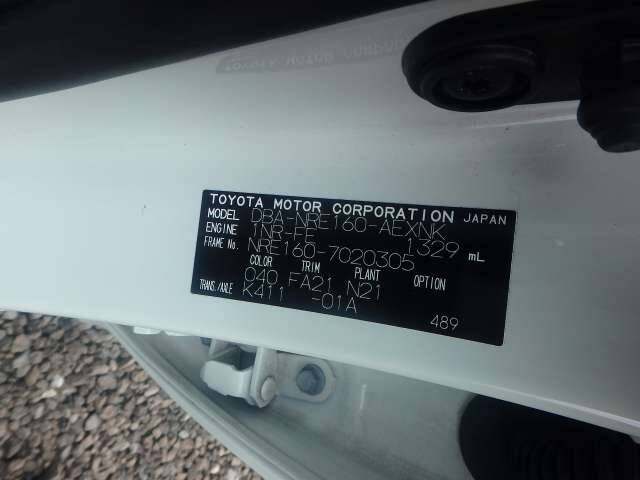 TOYOTA MOTOR CORPORATION JAPAN
MODEL DBA-NRE160-AEXNK
ENGINE 1NR-FE 1329 mL
FRAME No. NRE160-7020305
COLOR TRIM PLANT OPTION
040 FA21 N21
TRANS./AXLE K411 -01A
489